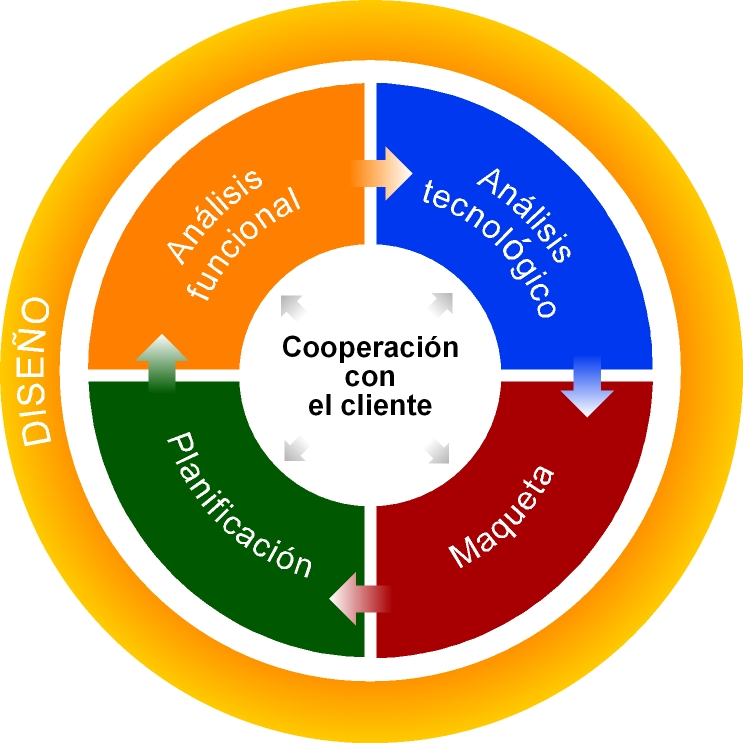 DISEÑO
Análisis
funcional
Análisis
tecnológico
Cooperación
con
el cliente
Planificación
Maqueta